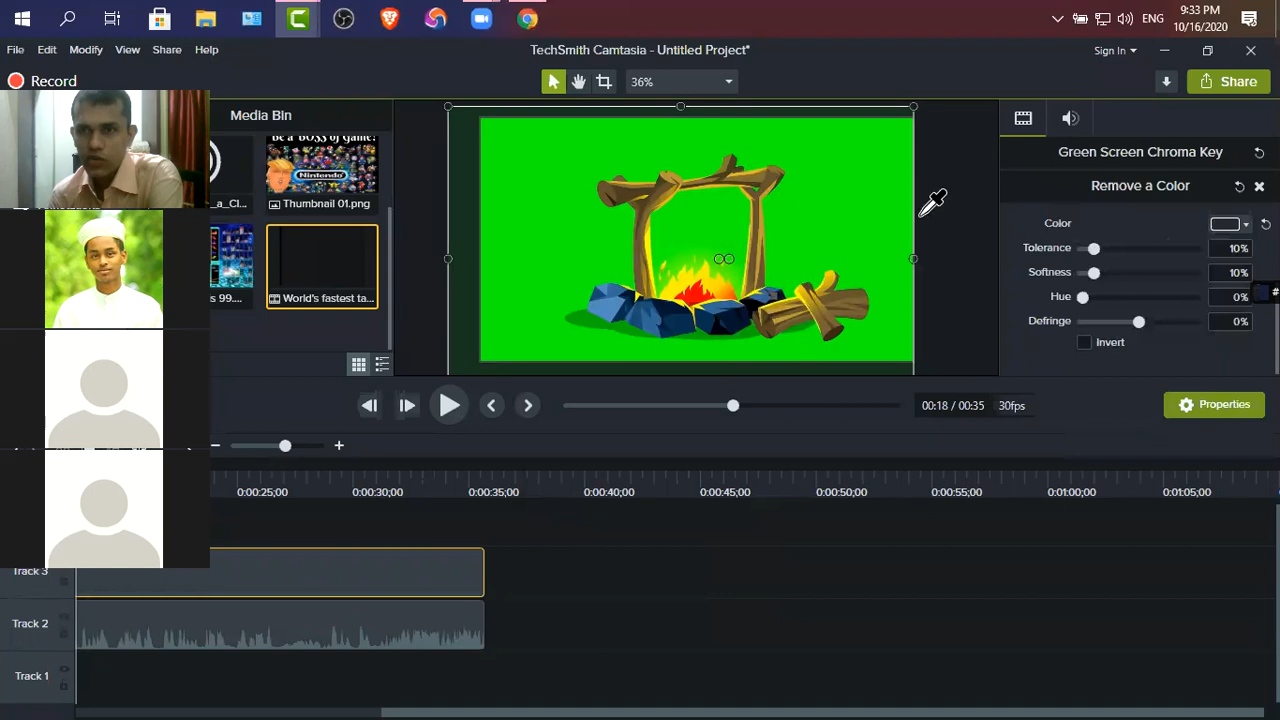 9:33 PM
ENG
10/16/2020
File Edit Modify View Share Help
TechSmith Camtasia - Untitled Project*
Sign In
Record
36%
Share
Media Bin
Be a BOSS of Game!
Nintendo
Thumbnail 01.png
s 99....
World's fastest ta...
Green Screen Chroma Key
Remove a Color
Color
Tolerance 10%
Softness 10%
Hue 0%
Defringe 0%
Invert
00:18 / 00:35 30fps
Properties
0:00:25;00 0:00:30;00 0:00:35;00 0:00:40;00 0:00:45;00 0:00:50;00 0:00:55;00 0:01:00;00 0:01:05;00
Track 3
Track 2
Track 1